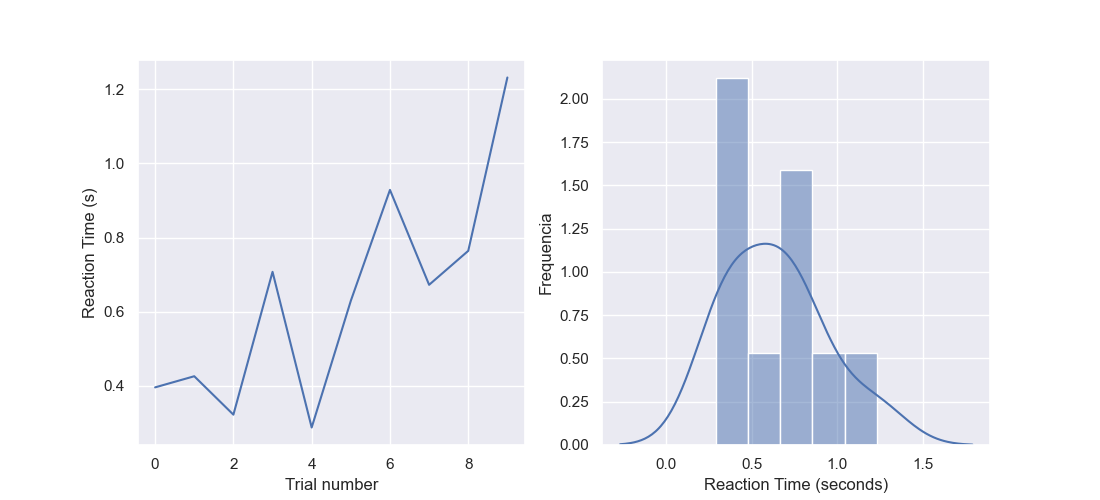 1.2
1.0
0.8
0.6
0.4
Reaction Time (s)
0 2 4 6 8
Trial number
2.00
1.75
1.50
1.25
1.00
0.75
0.50
0.25
0.00
Frequencia
0.0 0.5 1.0 1.5
Reaction Time (seconds)